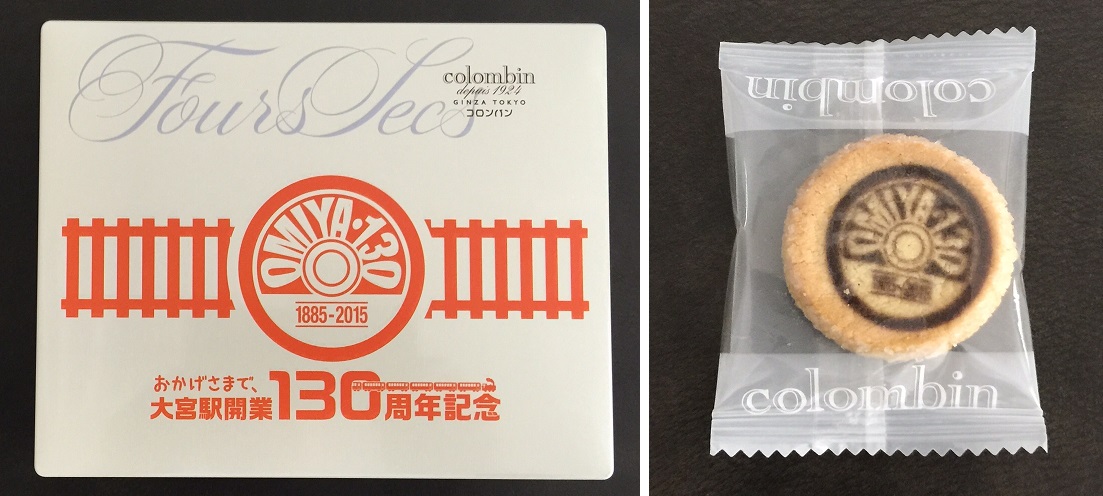 Fours Secs
colombin
depuis 1924
GINZA TOKYO
コロンバン
OMIYA・130
1885-2015
おかげさまで、
大宮駅開業130周年記念
colombin
OMIYA・130
colombin